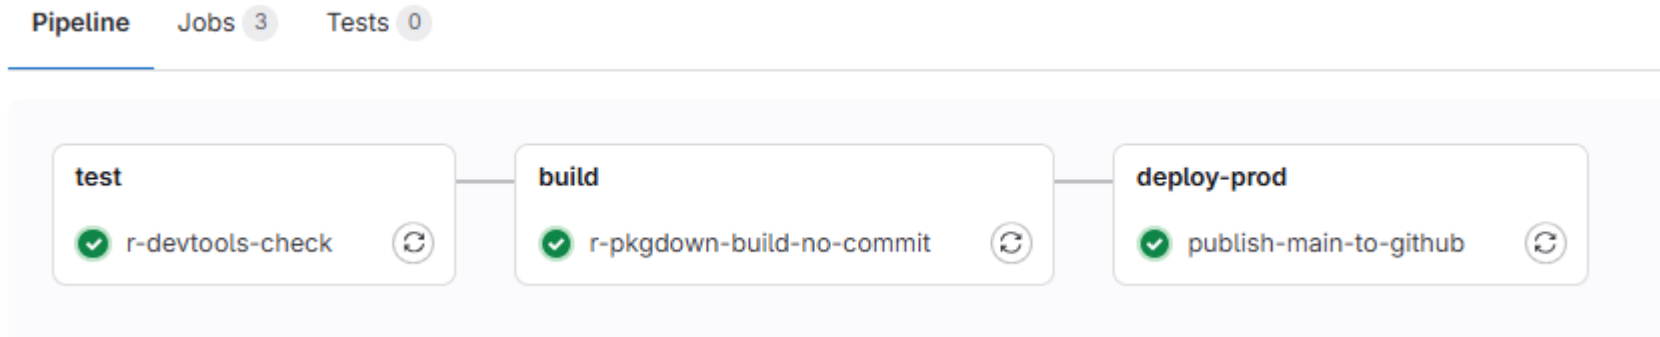 Pipeline Jobs 3 Tests 0
test build deploy-prod
r-devtools-check r-pkgdown-build-no-commit publish-main-to-github